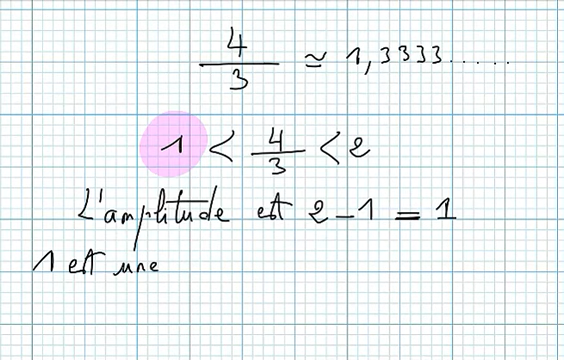 4/3 ≃ 1,3333.....
1 < 4/3 < 2
L'amplitude est 2 - 1 = 1
1 est une